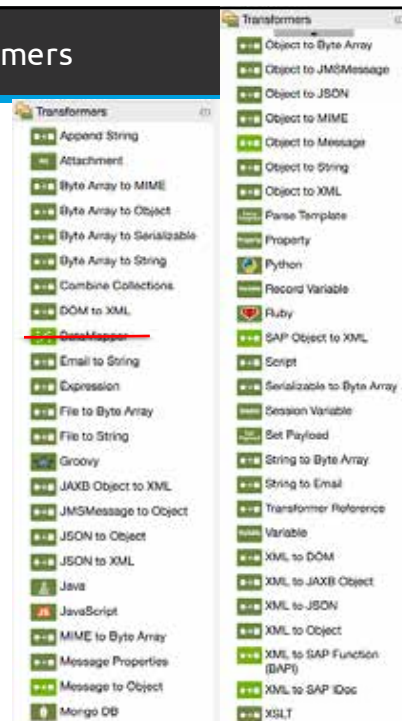 mers
Transformers
Append String
Attachment
Byte Array to MIME
Byte Array to Object
Byte Array to Serializable
Byte Array to String
Combine Collections
DOM to XML
DataMapper
Email to String
Expression
File to Byte Array
File to String
Groovy
JAXB Object to XML
JMSMessage to Object
JSON to Object
JSON to XML
Java
JS JavaScript
MIME to Byte Array
Message Properties
Message to Object
Mongo DB
Transformers
Object to Byte Array
Object to JMSMessage
Object to JSON
Object to MIME
Object to Message
Object to String
Object to XML
Parse Template
Property
Python
Record Variable
Ruby
SAP Object to XML
Script
Serializable to Byte Array
Session Variable
Set Payload
String to Byte Array
String to Email
Transformer Reference
Variable
XML to DOM
XML to JAXB Object
XML to JSON
XML to Object
XML to SAP Function
(BAPI)
XML to SAP IDoc
XSLT